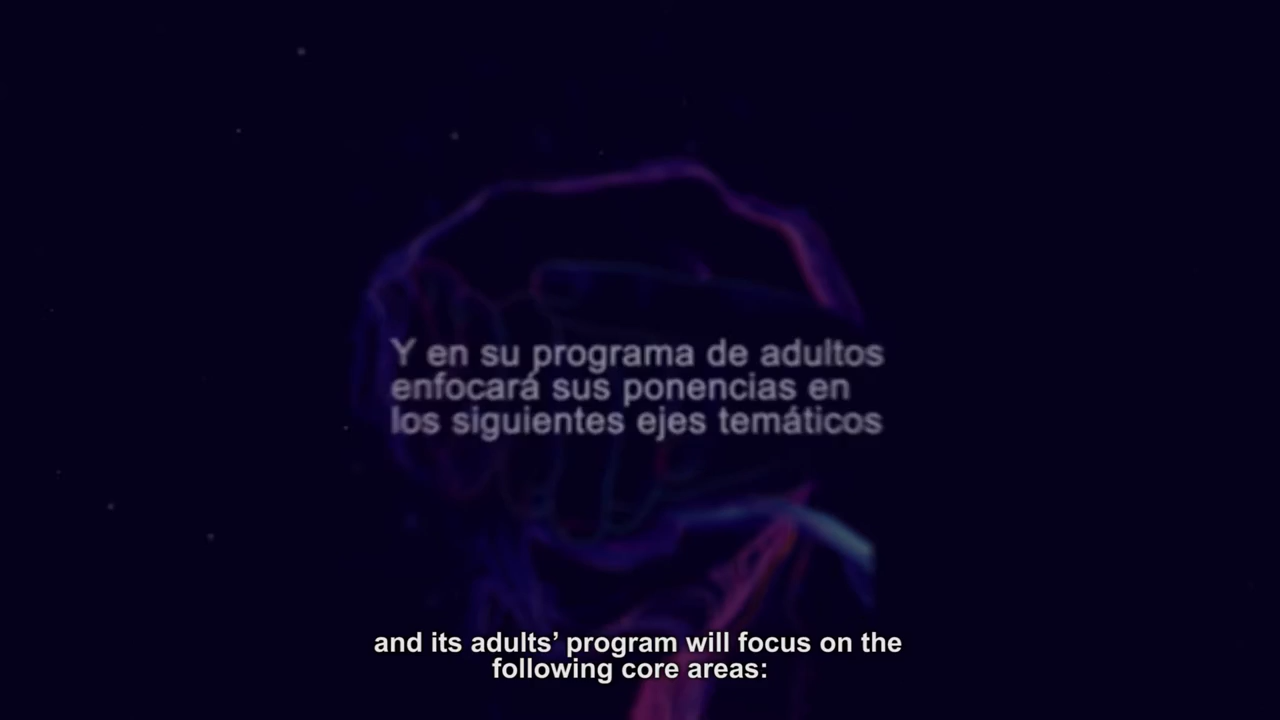 Y en su programa de adultos
enfocará sus ponencias en
los siguientes ejes temáticos
and its adults’ program will focus on the
following core areas: